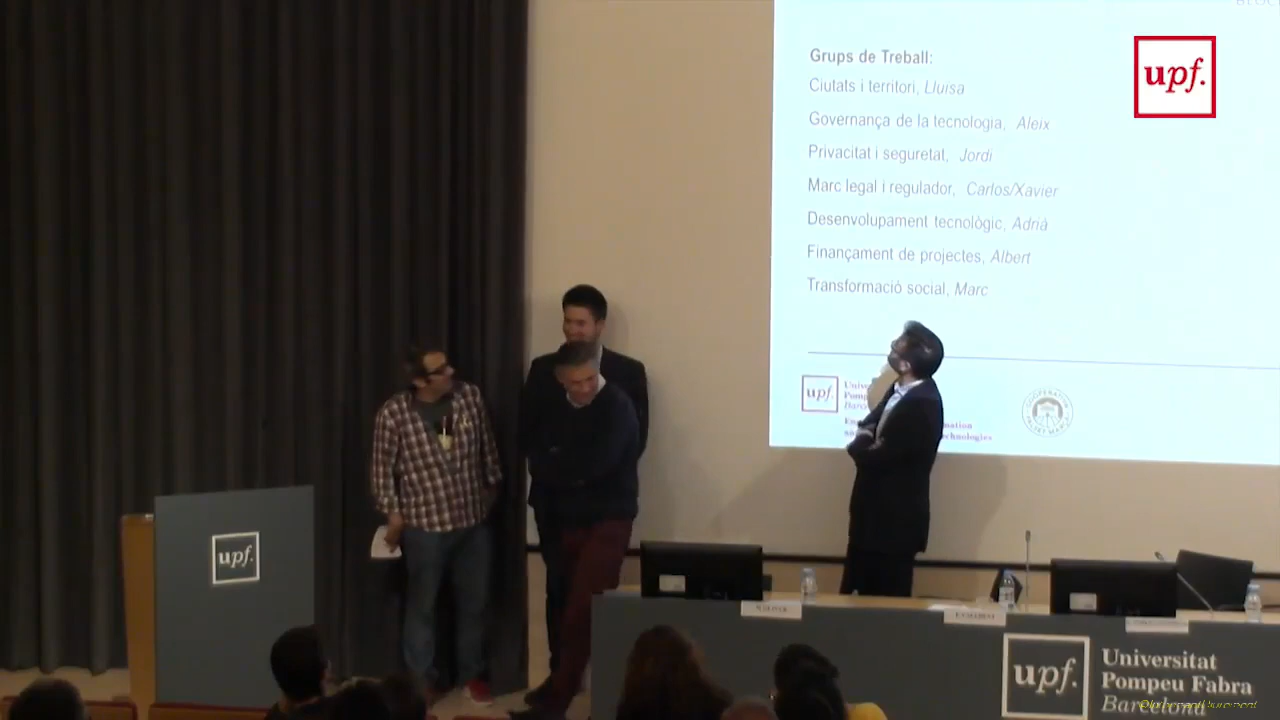 upf.
Grups de Treball:
Ciutats i territori, Lluïsa
Governança de la tecnologia, Aleix
Privacitat i seguretat, Jordi
Marc legal i regulador, Carlos/Xavier
Desenvolupament tecnològic, Adrià
Finançament de projectes, Albert
Transformació social, Marc
upf.
upf.
upf.
Universitat
Pompeu Fabra
Barcelona